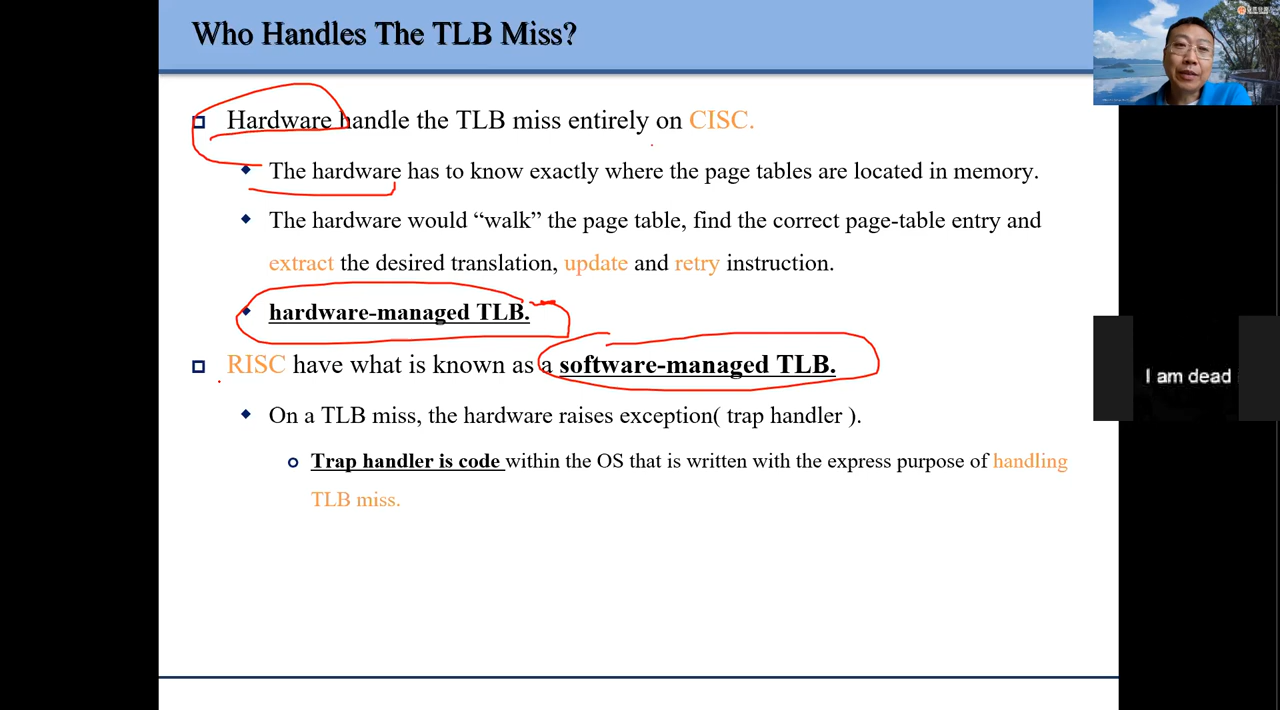 Who Handles The TLB Miss?
Hardware handle the TLB miss entirely on CISC.
The hardware has to know exactly where the page tables are located in memory.
The hardware would “walk” the page table, find the correct page-table entry and
extract the desired translation, update and retry instruction.
hardware-managed TLB.
RISC have what is known as a software-managed TLB.
On a TLB miss, the hardware raises exception( trap handler ).
Trap handler is code within the OS that is written with the express purpose of handling
TLB miss.
I am dead